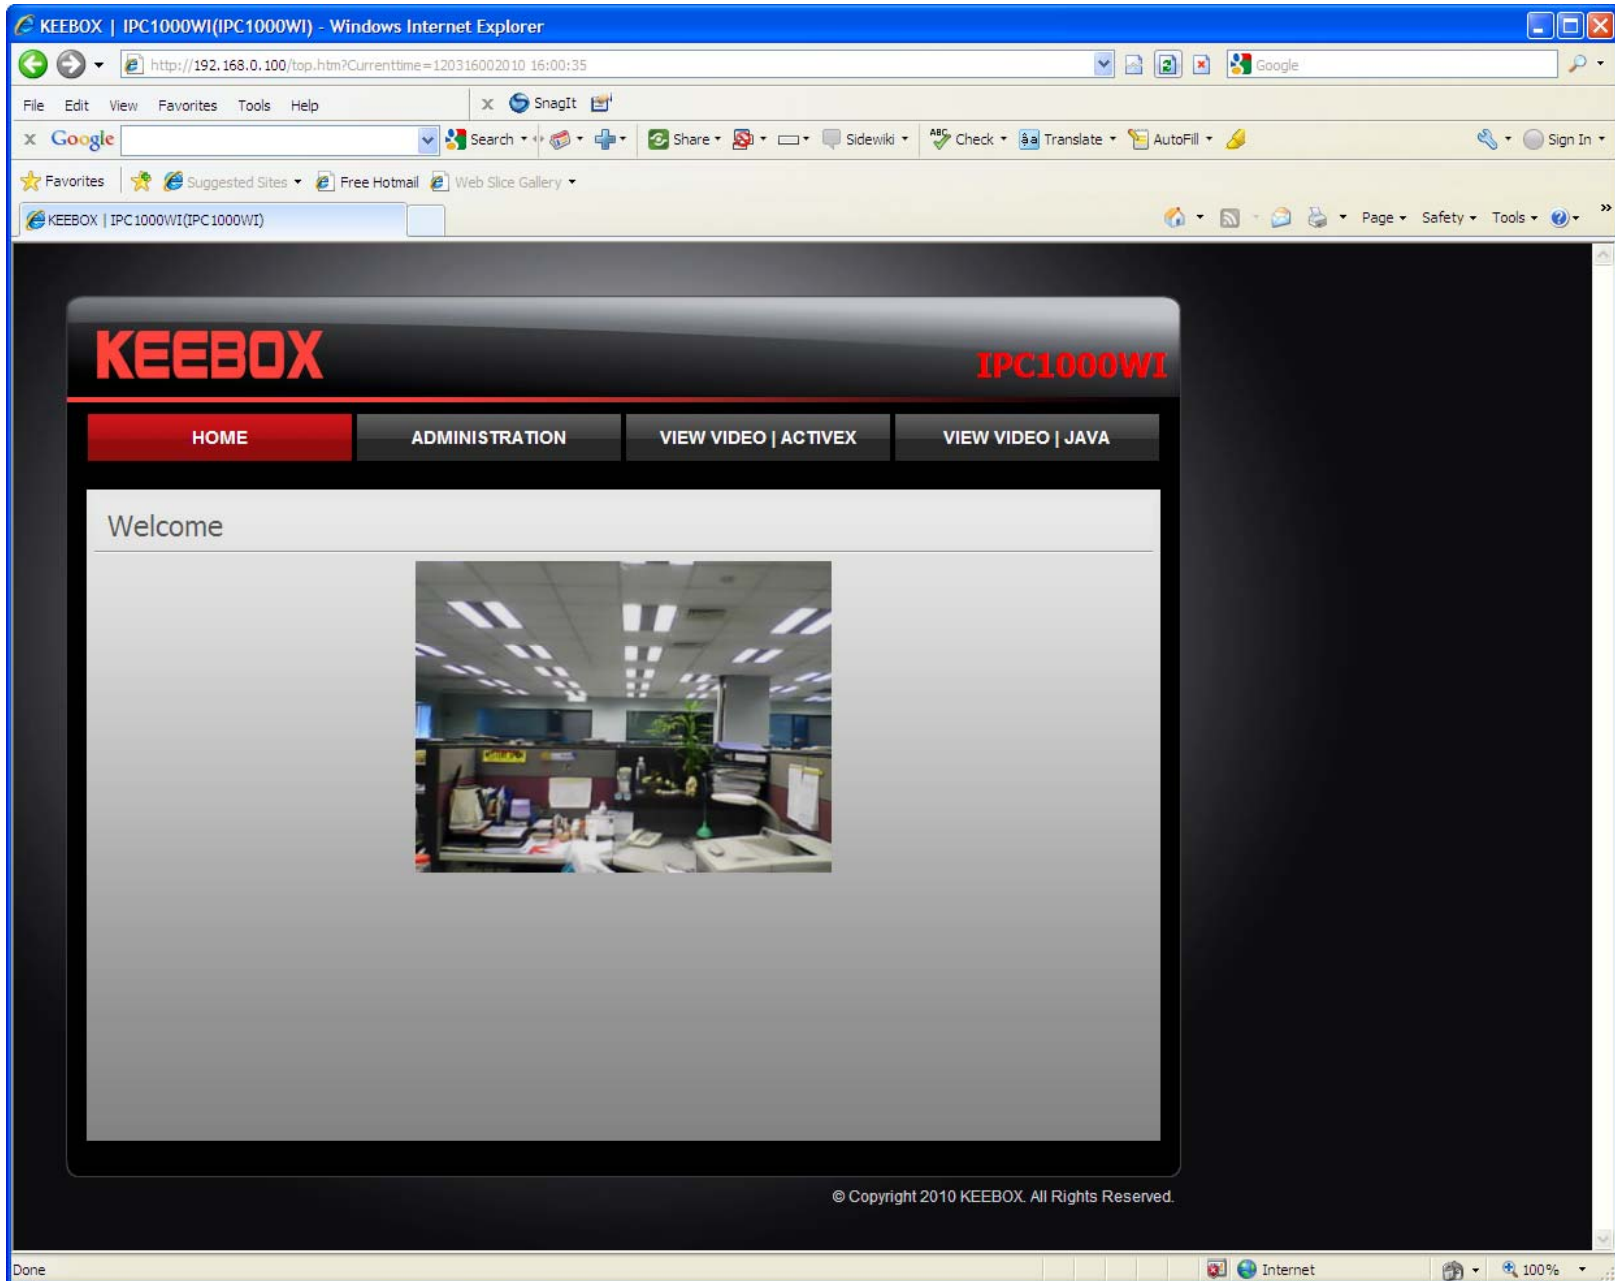 KEEBOX | IPC1000WI(IPC1000WI) - Windows Internet Explorer
http://192.168.0.100/top.htm?Currenttime=120316002010 16:00:35
Google
File Edit View Favorites Tools Help
x SnagIt
x Google
Search
Share
Sidewiki
ABC Check
âa Translate
AutoFill
Sign In
Favorites
Suggested Sites
Free Hotmail
Web Slice Gallery
KEEBOX | IPC1000WI(IPC1000WI)
Page
Safety
Tools
»
KEEBOX
IPC1000WI
HOME
ADMINISTRATION
VIEW VIDEO | ACTIVEX
VIEW VIDEO | JAVA
Welcome
© Copyright 2010 KEEBOX. All Rights Reserved.
Done
Internet
100%